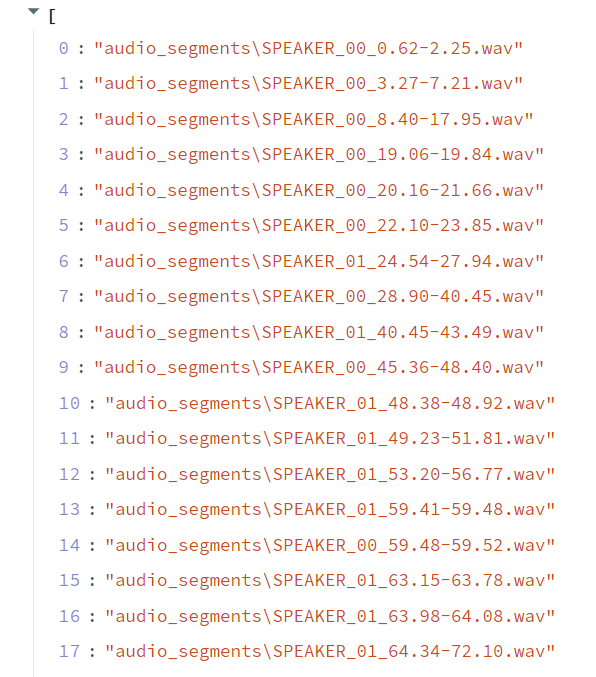 [
0 : "audio_segments\SPEAKER_00_0.62-2.25.wav"
1 : "audio_segments\SPEAKER_00_3.27-7.21.wav"
2 : "audio_segments\SPEAKER_00_8.40-17.95.wav"
3 : "audio_segments\SPEAKER_00_19.06-19.84.wav"
4 : "audio_segments\SPEAKER_00_20.16-21.66.wav"
5 : "audio_segments\SPEAKER_00_22.10-23.85.wav"
6 : "audio_segments\SPEAKER_01_24.54-27.94.wav"
7 : "audio_segments\SPEAKER_00_28.90-40.45.wav"
8 : "audio_segments\SPEAKER_01_40.45-43.49.wav"
9 : "audio_segments\SPEAKER_00_45.36-48.40.wav"
10 : "audio_segments\SPEAKER_01_48.38-48.92.wav"
11 : "audio_segments\SPEAKER_01_49.23-51.81.wav"
12 : "audio_segments\SPEAKER_01_53.20-56.77.wav"
13 : "audio_segments\SPEAKER_01_59.41-59.48.wav"
14 : "audio_segments\SPEAKER_00_59.48-59.52.wav"
15 : "audio_segments\SPEAKER_01_63.15-63.78.wav"
16 : "audio_segments\SPEAKER_01_63.98-64.08.wav"
17 : "audio_segments\SPEAKER_01_64.34-72.10.wav"